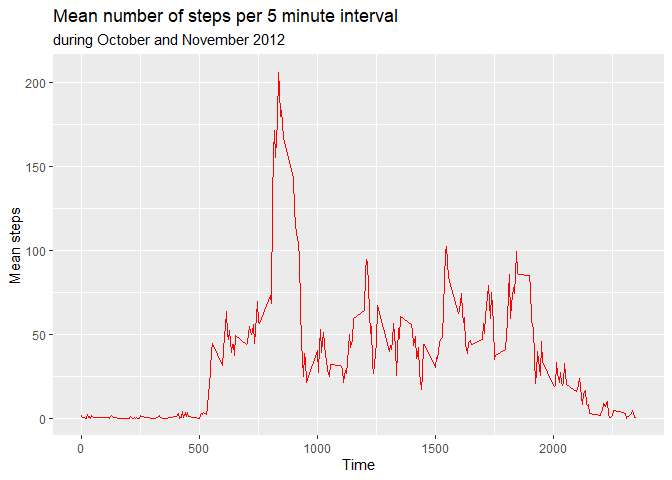 Mean number of steps per 5 minute interval
during October and November 2012
200
150
100
50
0
Mean steps
0
500
1000
1500
2000
Time